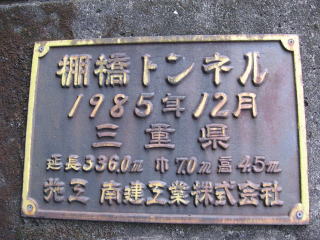 棚橋トンネル
1985年12月
三重県
延長336.0m 巾7.0m 高4.5m
施工 南建工業株式会社